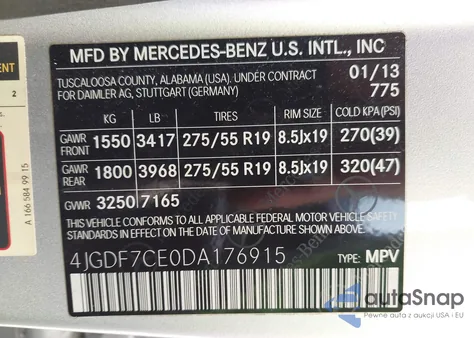 MFD BY MERCEDES-BENZ U.S. INTL., INC
TUSCALOOSA COUNTY, ALABAMA (USA). UNDER CONTRACT 01/13
FOR DAIMLER AG, STUTTGART (GERMANY) 775
KG LB TIRES RIM SIZE COLD KPA(PSI)
GAWR FRONT 1550 3417 275/55 R19 8.5Jx19 270(39)
GAWR REAR 1800 3968 275/55 R19 8.5Jx19 320(47)
GVWR 3250 7165
THIS VEHICLE CONFORMS TO ALL APPLICABLE FEDERAL MOTOR VEHICLE SAFETY
STANDARDS IN EFFECT ON THE DATE OF MANUFACTURE SHOWN ABOVE.
4JGDF7CE0DA176915 TYPE: MPV
2
A 166 584 99 15
autoSnap
Pewne zakupy z aukcji USA i EU